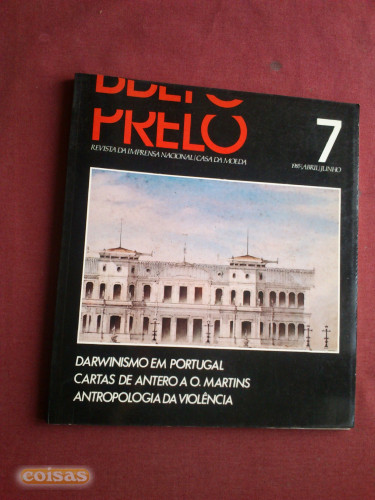 PRELO
REVISTA DA IMPRENSA NACIONAL/CASA DA MOEDA
7
1985/ABRIL/JUNHO
DARWINISMO EM PORTUGAL
CARTAS DE ANTERO A O. MARTINS
ANTROPOLOGIA DA VIOLÊNCIA
coisas